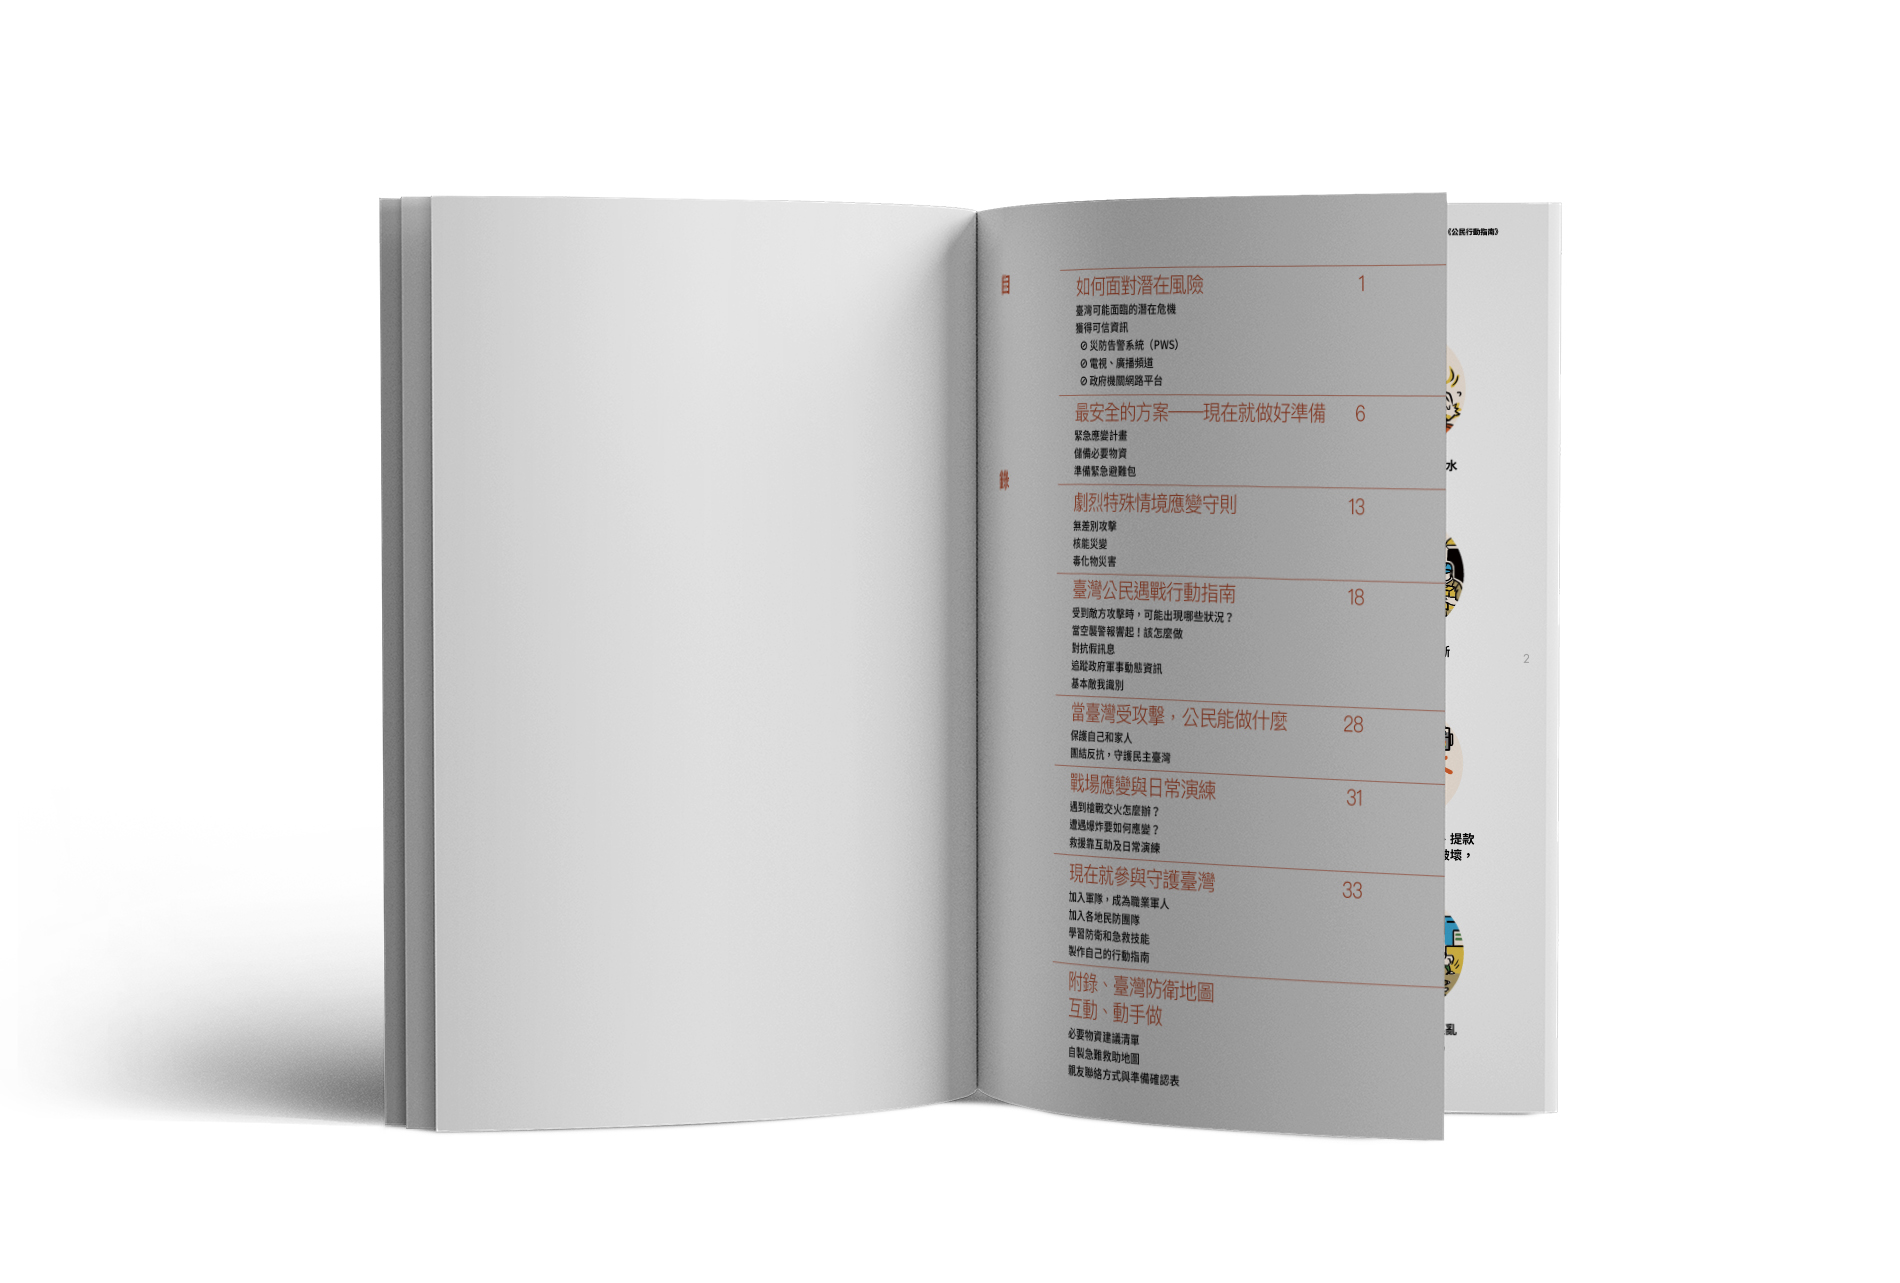 目
錄
如何面對潛在風險 1
臺灣可能面臨的潛在危機
獲得可信資訊
⊘ 災防告警系統（PWS）
⊘ 電視、廣播頻道
⊘ 政府機關網路平台
最安全的方案——現在就做好準備 6
緊急應變計畫
儲備必要物資
準備緊急避難包
劇烈特殊情境應變守則 13
無差別攻擊
核能災變
毒化物災害
臺灣公民遇戰行動指南 18
受到敵方攻擊時，可能出現哪些狀況？
當空襲警報響起！該怎麼做
對抗假訊息
追蹤政府軍事動態資訊
基本敵我識別
當臺灣受攻擊，公民能做什麼 28
保護自己和家人
團結反抗，守護民主臺灣
戰場應變與日常演練 31
遇到槍戰交火怎麼辦？
遭遇爆炸要如何應變？
救援靠互助及日常演練
現在就參與守護臺灣 33
加入軍隊，成為職業軍人
加入各地民防團隊
學習防衛和急救技能
製作自己的行動指南
附錄、臺灣防衛地圖
互動、動手做
必要物資建議清單
自製急難救助地圖
親友聯絡方式與準備確認表
《公民行動指南》
水
斷
2
提款
破壞，
亂